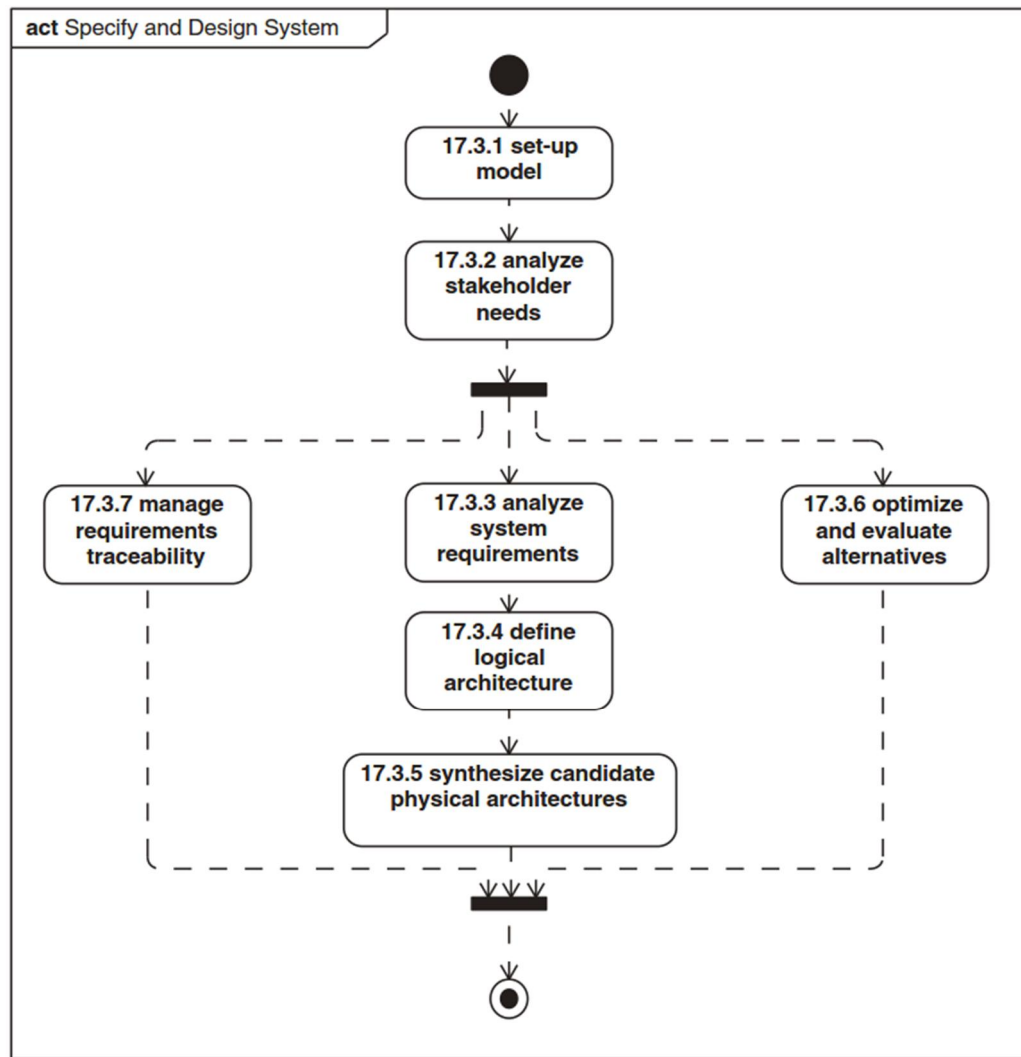 act Specify and Design System
17.3.1 set-up
model
17.3.2 analyze
stakeholder
needs
17.3.7 manage
requirements
traceability
17.3.3 analyze
system
requirements
17.3.6 optimize
and evaluate
alternatives
17.3.4 define
logical
architecture
17.3.5 synthesize candidate
physical architectures